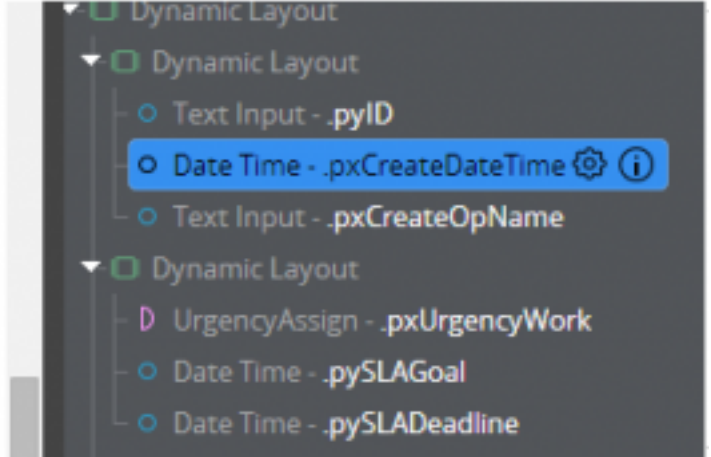 Dynamic Layout
Dynamic Layout
Text Input - .pyID
Date Time - .pxCreateDateTime
Text Input - .pxCreateOpName
Dynamic Layout
UrgencyAssign - .pxUrgencyWork
Date Time - .pySLAGoal
Date Time - .pySLADeadline